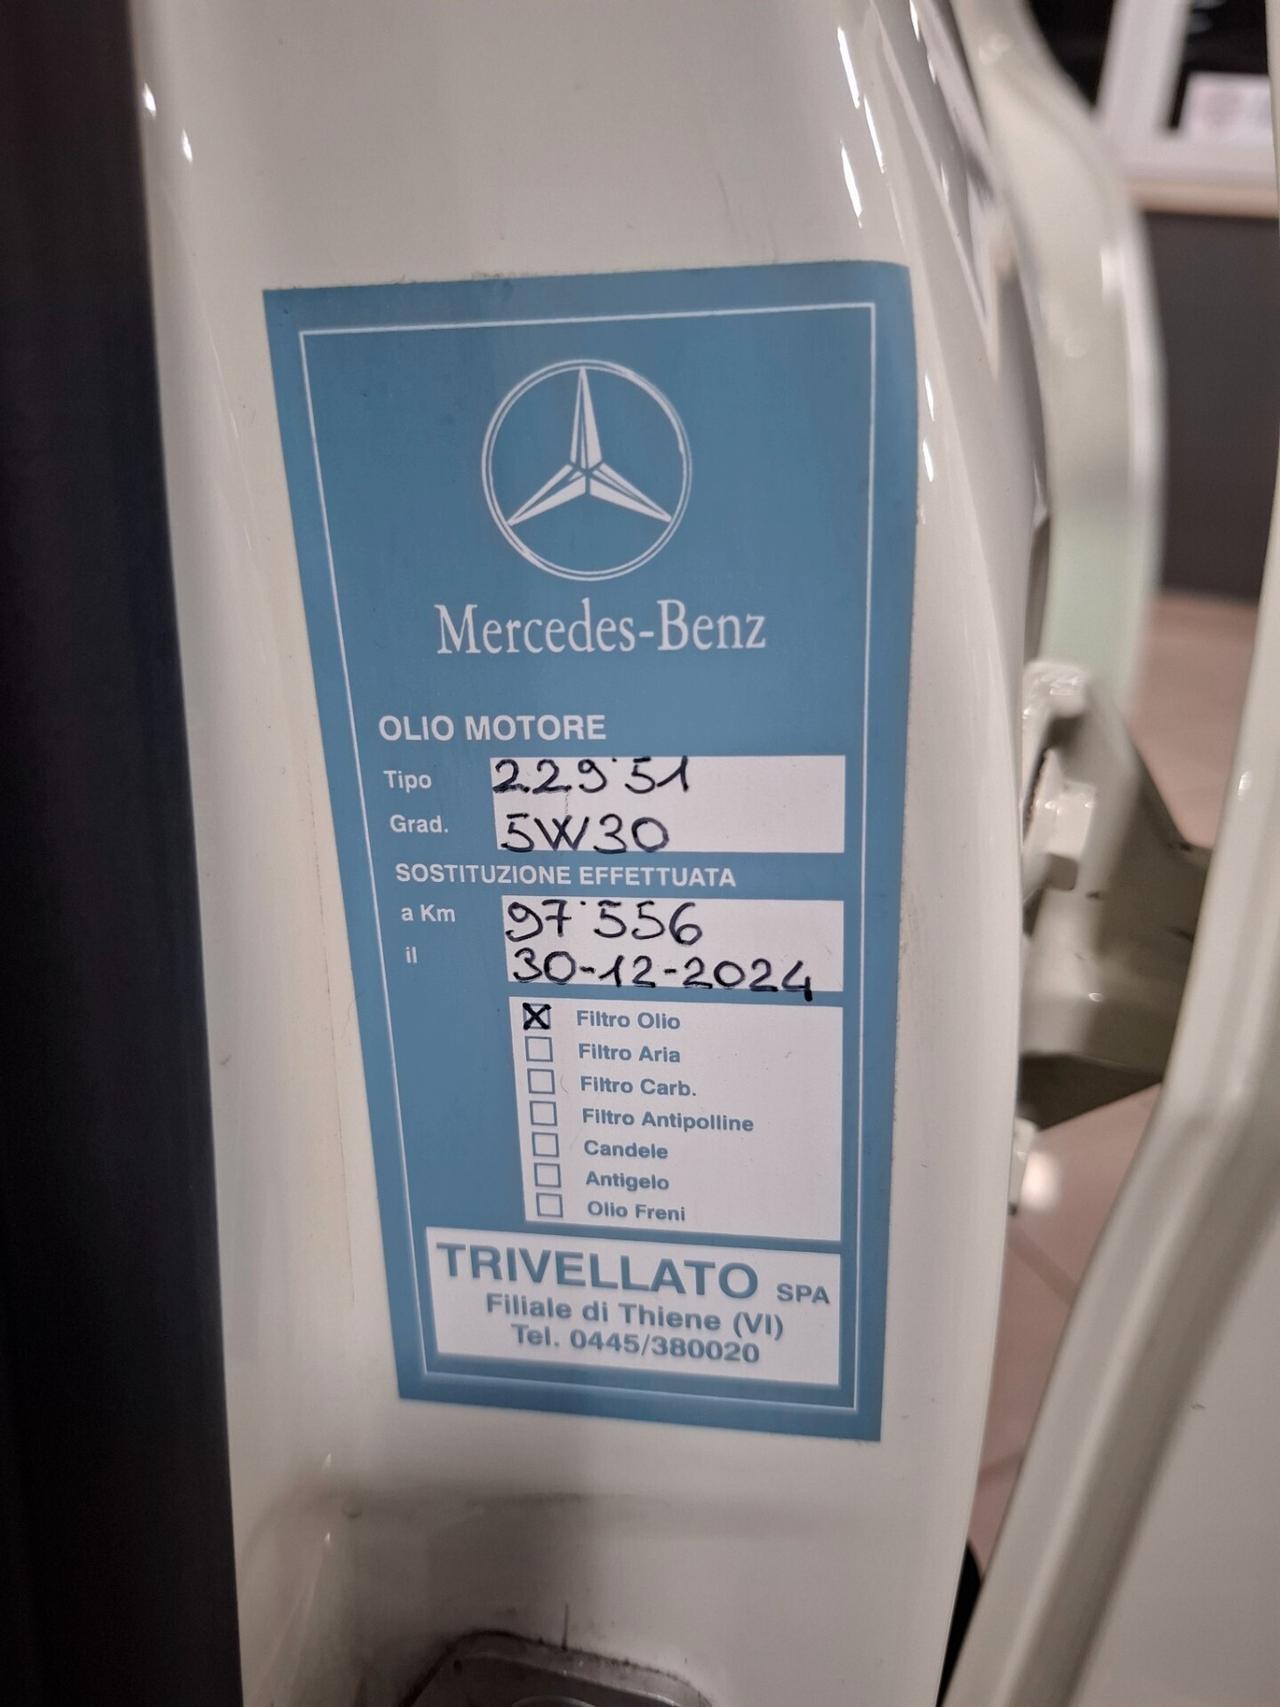 Mercedes-Benz
OLIO MOTORE
Tipo 229.51
Grad. 5W30
SOSTITUZIONE EFFETTUATA
a Km 97.556
il 30-12-2024
X Filtro Olio
Filtro Aria
Filtro Carb.
Filtro Antipolline
Candele
Antigelo
Olio Freni
TRIVELLATO SPA
Filiale di Thiene (VI)
Tel. 0445/380020